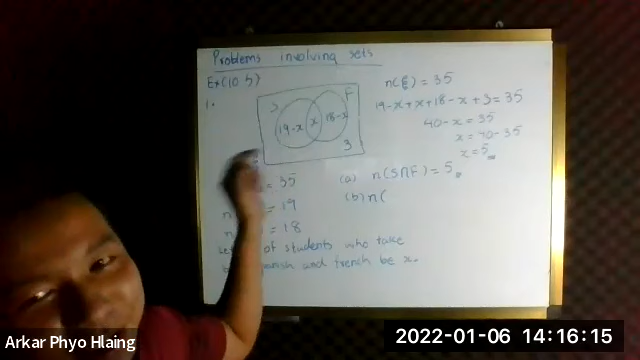 Problems involving sets
Ex(10 b)
1.
S
F
19-x
x
18-x
3
= 35
n
= 19
n
= 18
of students who take
and french be x.
n(ξ) = 35
19-x+x+18-x+3=35
40-x = 35
x = 40-35
x = 5
(a) n(S∩F) = 5
(b) n(
Arkar Phyo Hlaing
2022-01-06 14:16:15